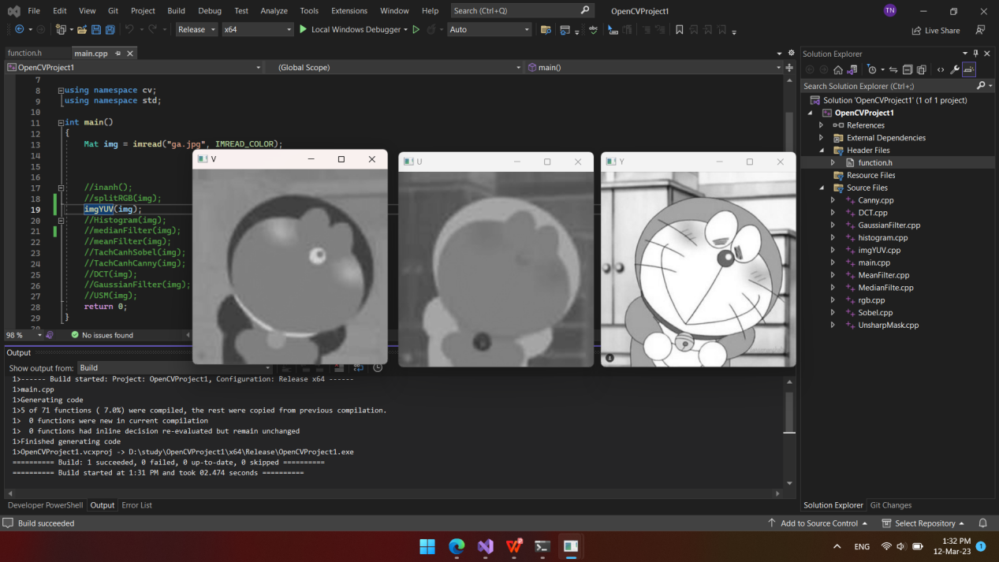 File Edit View Git Project Build Debug Test Analyze Tools Extensions Window Help Search (Ctrl+Q) OpenCVProject1 TN
Release x64 Local Windows Debugger Auto Live Share
function.h main.cpp
OpenCVProject1 (Global Scope) main()
7
8 using namespace cv;
9 using namespace std;
10
11 int main()
12 {
13 Mat img = imread("ga.jpg", IMREAD_COLOR);
14
15
16
17 //inanh();
18 //splitRGB(img);
19 imgYUV(img);
20 //Histogram(img);
21 //medianFilter(img);
22 //meanFilter(img);
23 //TachCanhSobel(img);
24 //TachCanhCanny(img);
25 //DCT(img);
26 //GaussianFilter(img);
27 //USM(img);
28 return 0;
29 }
30
V
U
Y
98 % No issues found
Output
Show output from: Build
1>------ Build started: Project: OpenCVProject1, Configuration: Release x64 ------
1>main.cpp
1>Generating code
1>5 of 71 functions ( 7.0%) were compiled, the rest were copied from previous compilation.
1> 0 functions were new in current compilation
1> 0 functions had inline decision re-evaluated but remain unchanged
1>Finished generating code
1>OpenCVProject1.vcxproj -> D:\study\OpenCVProject1\x64\Release\OpenCVProject1.exe
========== Build: 1 succeeded, 0 failed, 0 up-to-date, 0 skipped ==========
========== Build started at 1:31 PM and took 02.474 seconds ==========
Developer PowerShell Output Error List
Solution Explorer
Search Solution Explorer (Ctrl+;)
Solution 'OpenCVProject1' (1 of 1 project)
OpenCVProject1
References
External Dependencies
Header Files
function.h
Resource Files
Source Files
Canny.cpp
DCT.cpp
GaussianFilter.cpp
histogram.cpp
imgYUV.cpp
main.cpp
MeanFilter.cpp
MedianFilte.cpp
rgb.cpp
Sobel.cpp
UnsharpMask.cpp
Solution Explorer Git Changes
Build succeeded Add to Source Control Select Repository
ENG 1:32 PM
12-Mar-23 1